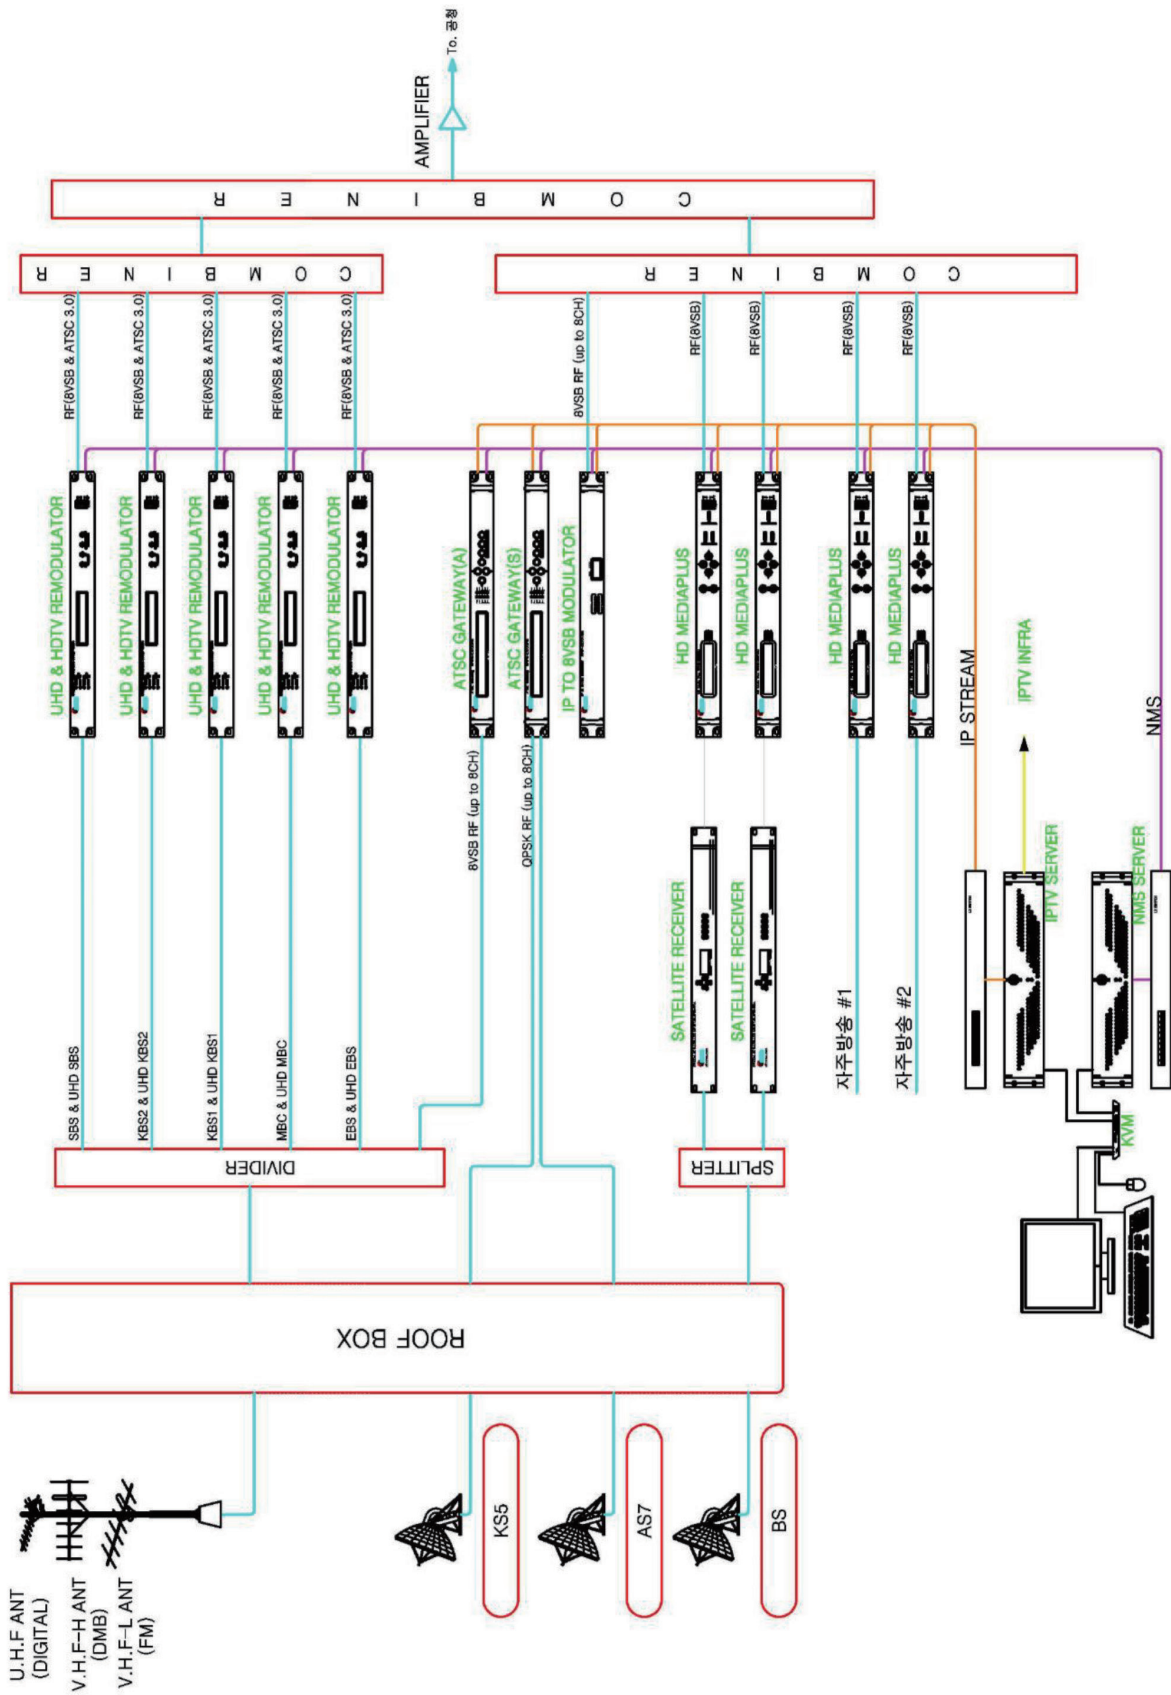 U.H.F ANT
(DIGITAL)
V.H.F-H ANT
(DMB)
V.H.F-L ANT
(FM)
KS5
AS7
BS
ROOF BOX
DIVIDER
SPLITTER
SBS & UHD SBS
KBS2 & UHD KBS2
KBS1 & UHD KBS1
MBC & UHD MBC
EBS & UHD EBS
8VSB RF (up to 8CH)
QPSK RF (up to 8CH)
SATELLITE RECEIVER
SATELLITE RECEIVER
자주방송 #1
자주방송 #2
UHD & HDTV REMODULATOR
UHD & HDTV REMODULATOR
UHD & HDTV REMODULATOR
UHD & HDTV REMODULATOR
UHD & HDTV REMODULATOR
ATSC GATEWAY(A)
ATSC GATEWAY(S)
IP TO 8VSB MODULATOR
HD MEDIAPLUS
HD MEDIAPLUS
HD MEDIAPLUS
HD MEDIAPLUS
IP STREAM
IPTV INFRA
NMS
IPTV SERVER
NMS SERVER
KVM
RF(8VSB & ATSC 3.0)
RF(8VSB & ATSC 3.0)
RF(8VSB & ATSC 3.0)
RF(8VSB & ATSC 3.0)
RF(8VSB & ATSC 3.0)
8VSB RF (up to 8CH)
RF(8VSB)
RF(8VSB)
RF(8VSB)
RF(8VSB)
COMBINER
COMBINER
COMBINER
AMPLIFIER
To. 공청